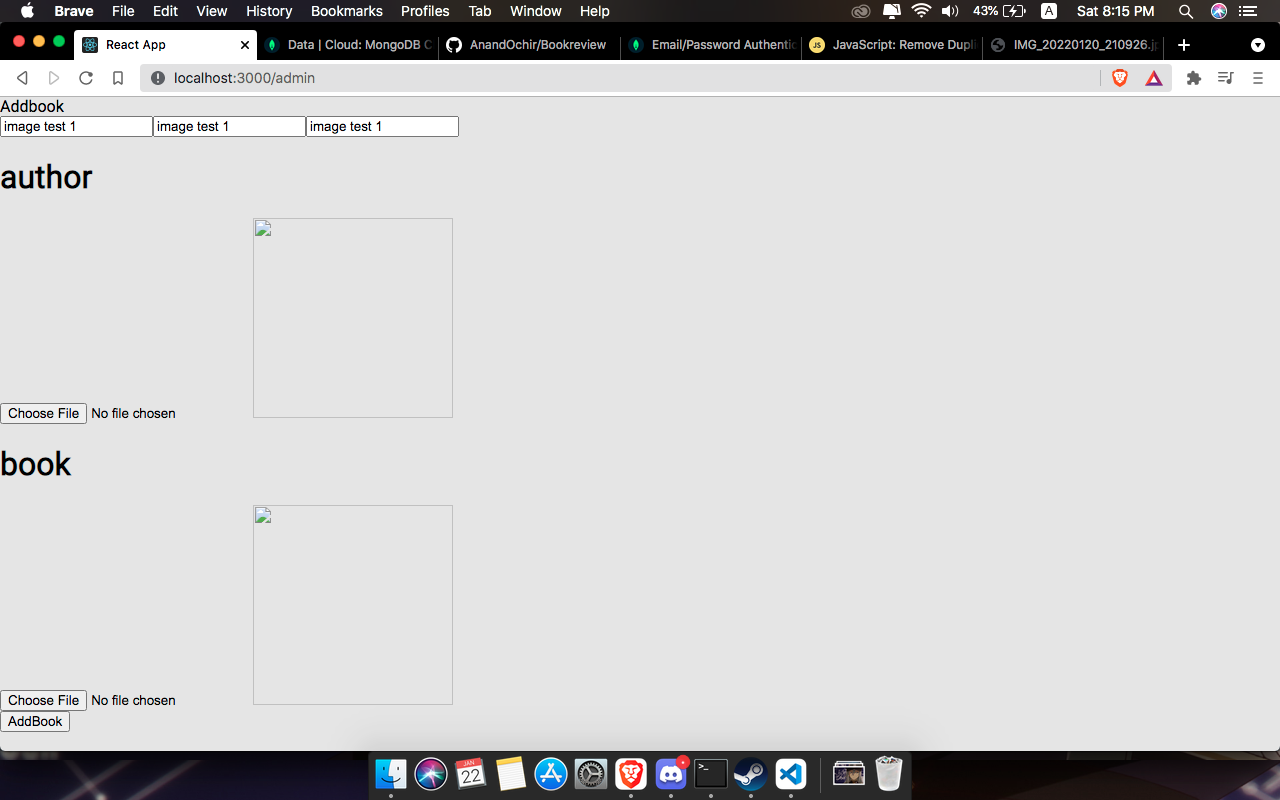 Brave File Edit View History Bookmarks Profiles Tab Window Help 43% A Sat 8:15 PM
React App Data | Cloud: MongoDB C AnandOchir/Bookreview Email/Password Authentic JS JavaScript: Remove Dupli IMG_20220120_210926.j
localhost:3000/admin
Addbook
image test 1 image test 1 image test 1
author
Choose File No file chosen
book
Choose File No file chosen
AddBook
JAN
22
>_